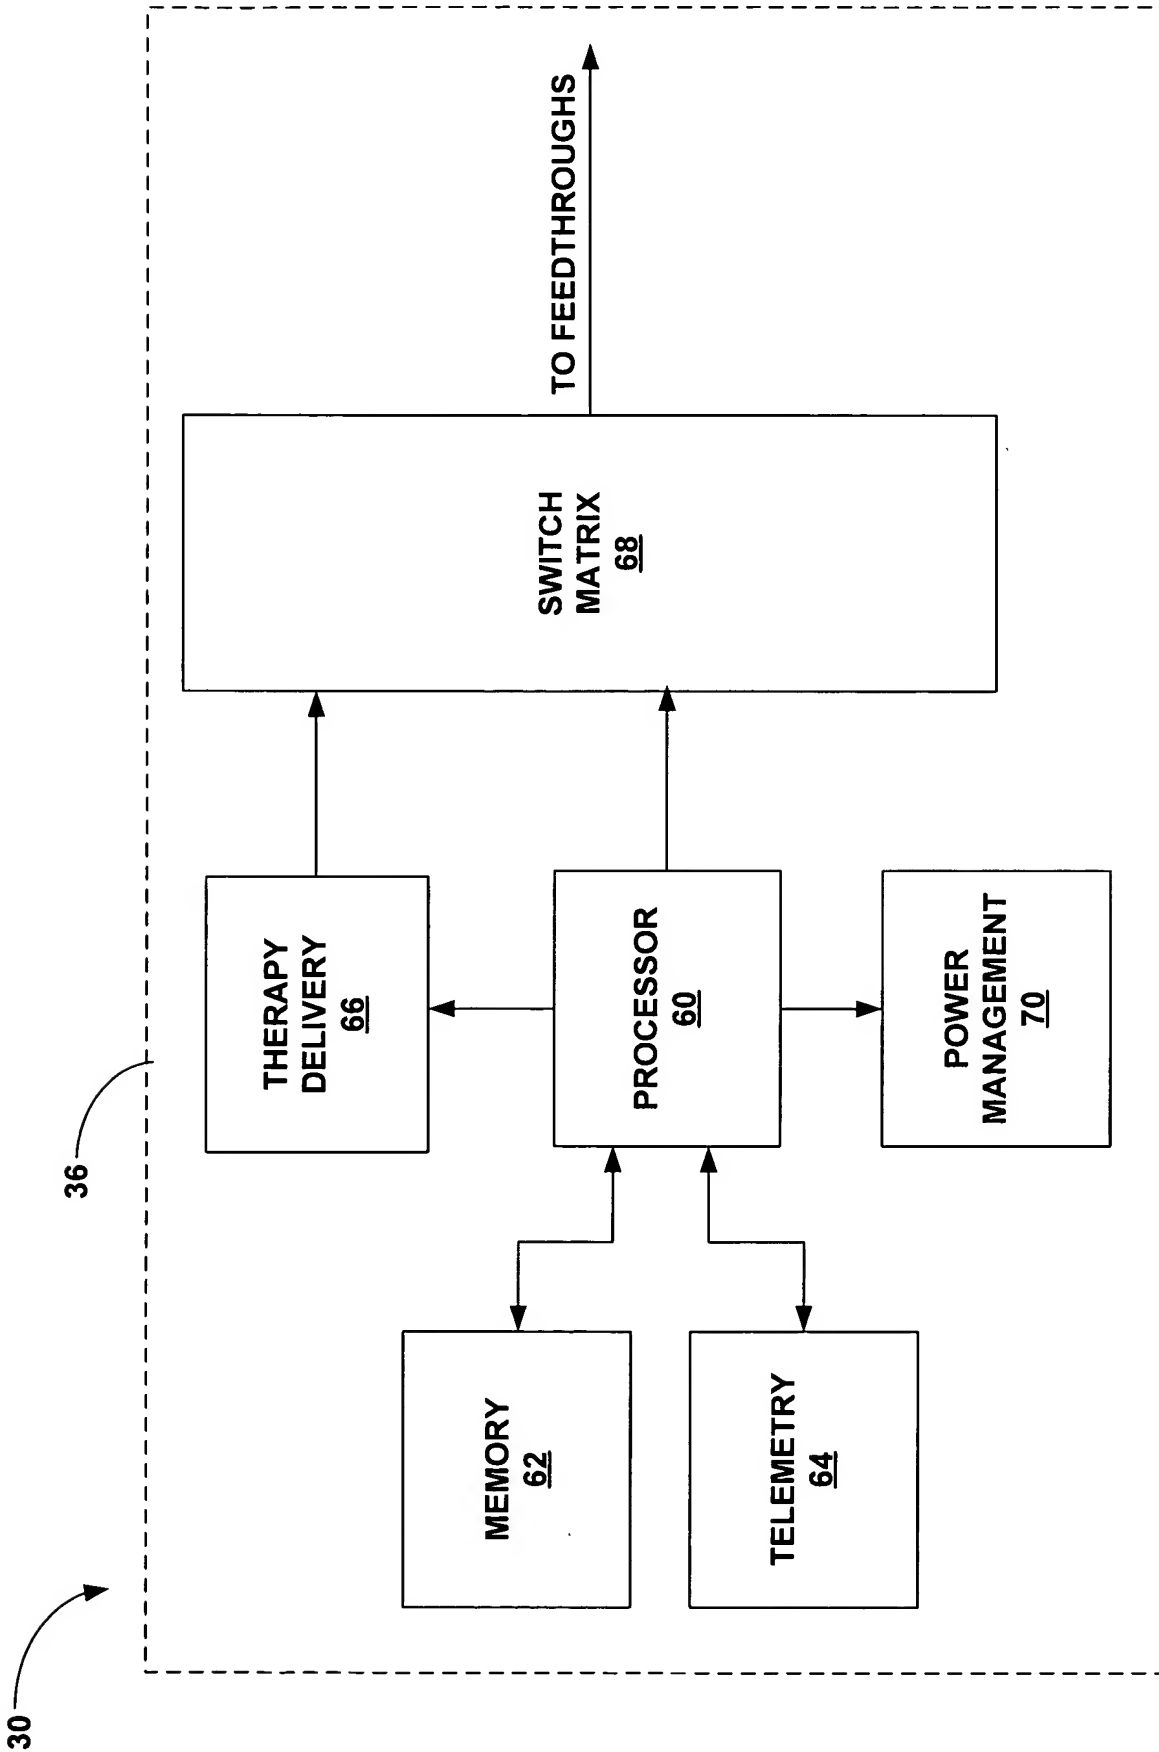 30
36
MEMORY
62
TELEMETRY
64
THERAPY
DELIVERY
66
PROCESSOR
60
POWER
MANAGEMENT
70
SWITCH
MATRIX
68
TO FEEDTHROUGHS